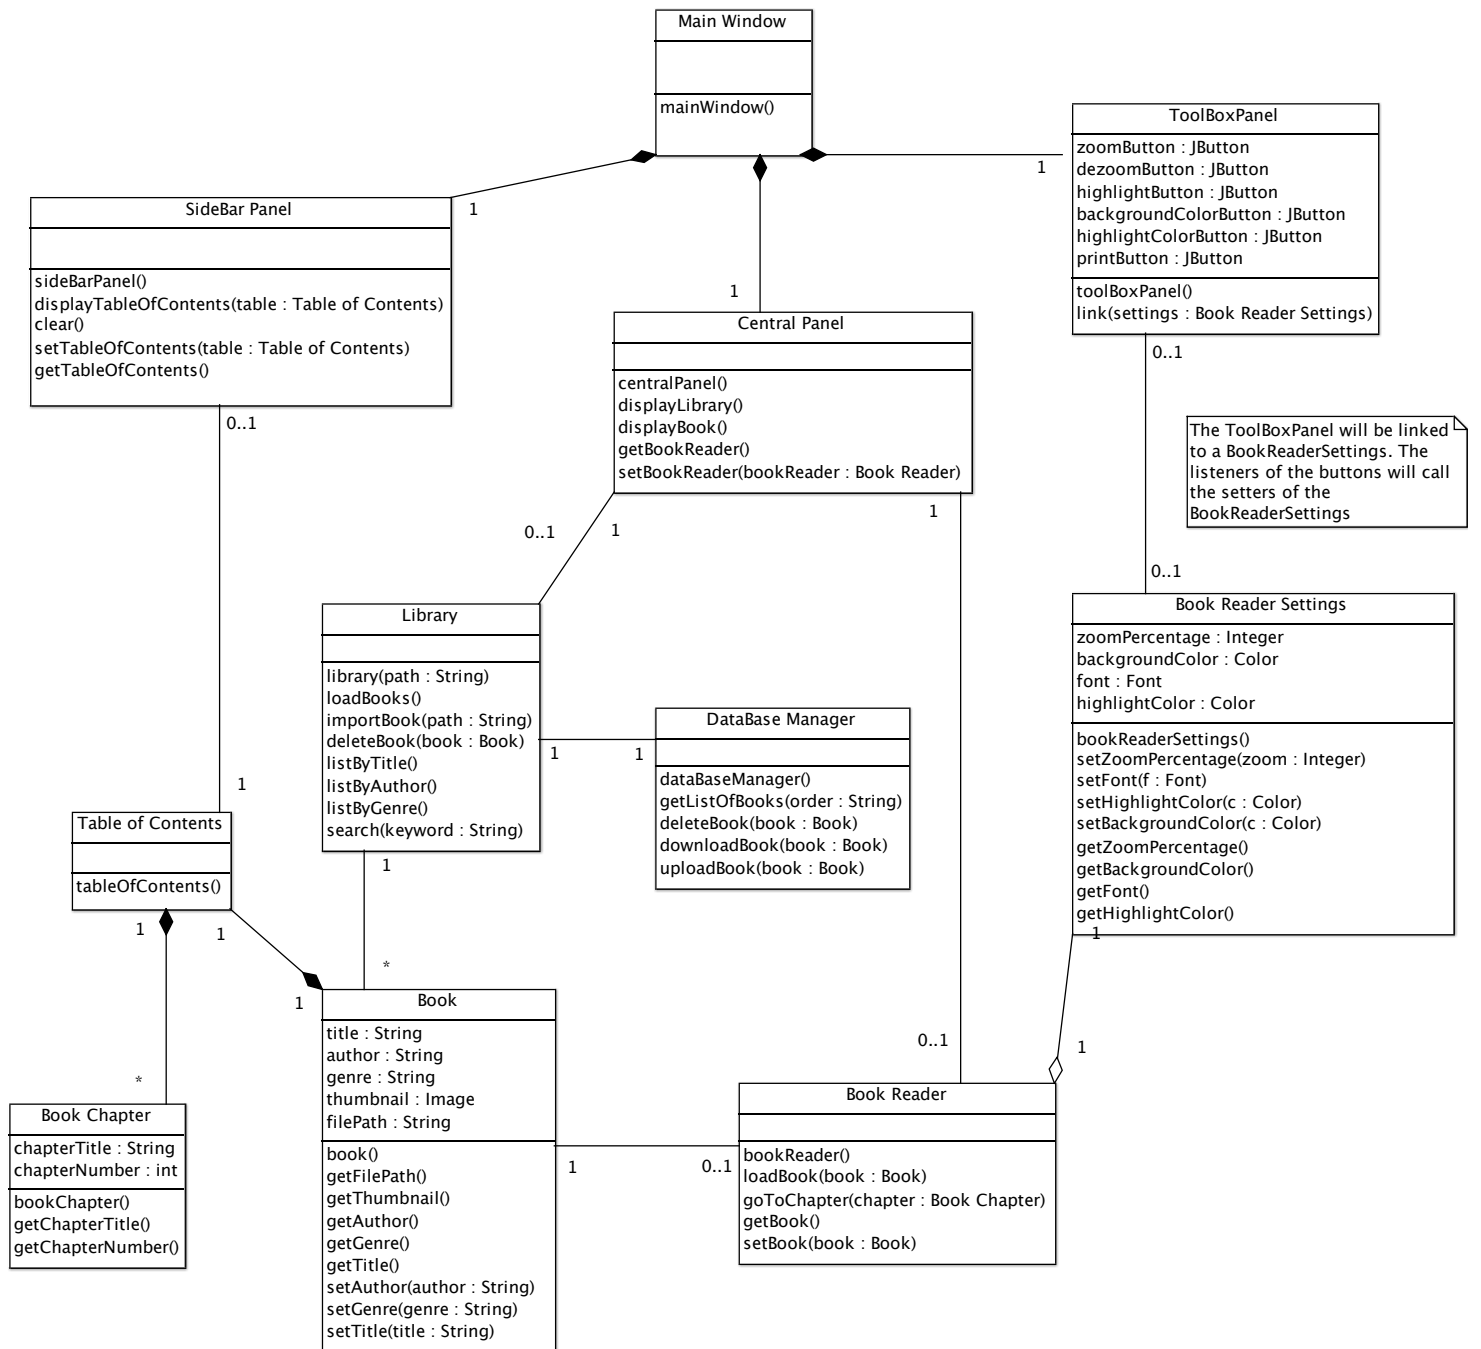 Main Window
mainWindow()
ToolBoxPanel
zoomButton : JButton
dezoomButton : JButton
highlightButton : JButton
backgroundColorButton : JButton
highlightColorButton : JButton
printButton : JButton
toolBoxPanel()
link(settings : Book Reader Settings)
1
1
1
SideBar Panel
sideBarPanel()
displayTableOfContents(table : Table of Contents)
clear()
setTableOfContents(table : Table of Contents)
getTableOfContents()
Central Panel
centralPanel()
displayLibrary()
displayBook()
getBookReader()
setBookReader(bookReader : Book Reader)
0..1
0..1
The ToolBoxPanel will be linked
to a BookReaderSettings. The
listeners of the buttons will call
the setters of the
BookReaderSettings
0..1
1
1
0..1
Library
library(path : String)
loadBooks()
importBook(path : String)
deleteBook(book : Book)
listByTitle()
listByAuthor()
listByGenre()
search(keyword : String)
1
1
DataBase Manager
dataBaseManager()
getListOfBooks(order : String)
deleteBook(book : Book)
downloadBook(book : Book)
uploadBook(book : Book)
Book Reader Settings
zoomPercentage : Integer
backgroundColor : Color
font : Font
highlightColor : Color
bookReaderSettings()
setZoomPercentage(zoom : Integer)
setFont(f : Font)
setHighlightColor(c : Color)
setBackgroundColor(c : Color)
getZoomPercentage()
getBackgroundColor()
getFont()
getHighlightColor()
1
1
Table of Contents
tableOfContents()
1
1
1
*
1
*
Book
title : String
author : String
genre : String
thumbnail : Image
filePath : String
book()
getFilePath()
getThumbnail()
getAuthor()
getGenre()
getTitle()
setAuthor(author : String)
setGenre(genre : String)
setTitle(title : String)
Book Chapter
chapterTitle : String
chapterNumber : int
bookChapter()
getChapterTitle()
getChapterNumber()
0..1
1
1
0..1
Book Reader
bookReader()
loadBook(book : Book)
goToChapter(chapter : Book Chapter)
getBook()
setBook(book : Book)